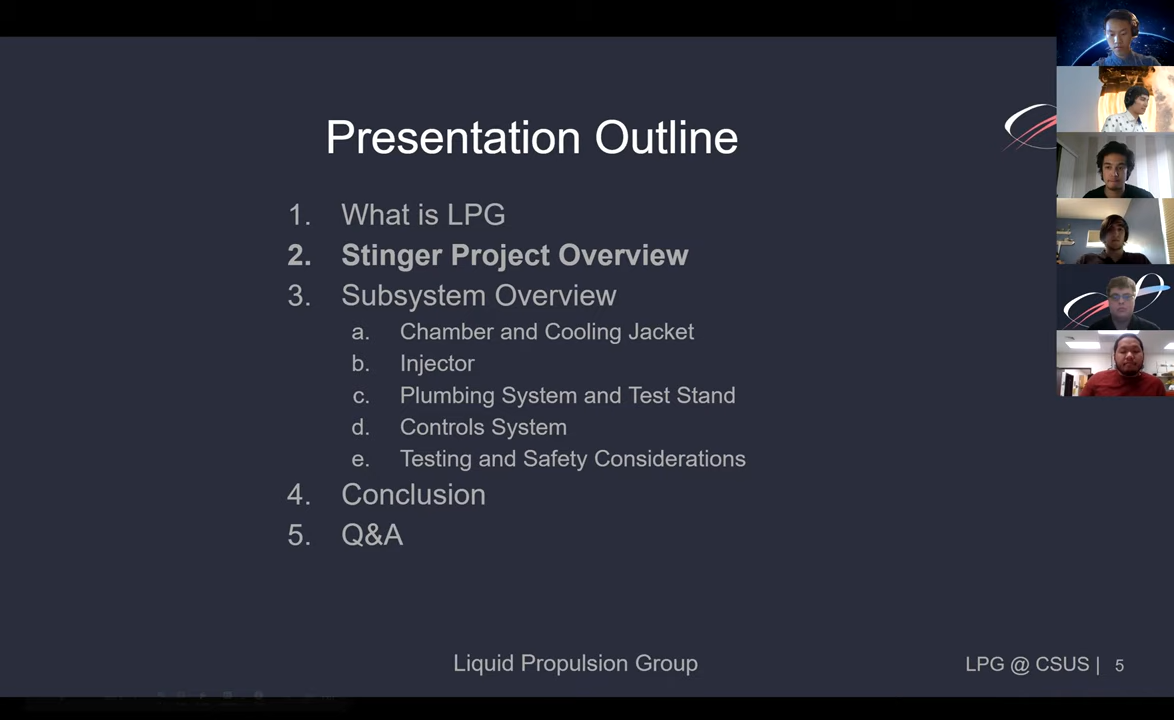 Presentation Outline
1. What is LPG
2. Stinger Project Overview
3. Subsystem Overview
a. Chamber and Cooling Jacket
b. Injector
c. Plumbing System and Test Stand
d. Controls System
e. Testing and Safety Considerations
4. Conclusion
5. Q&A
Liquid Propulsion Group
LPG @ CSUS | 5